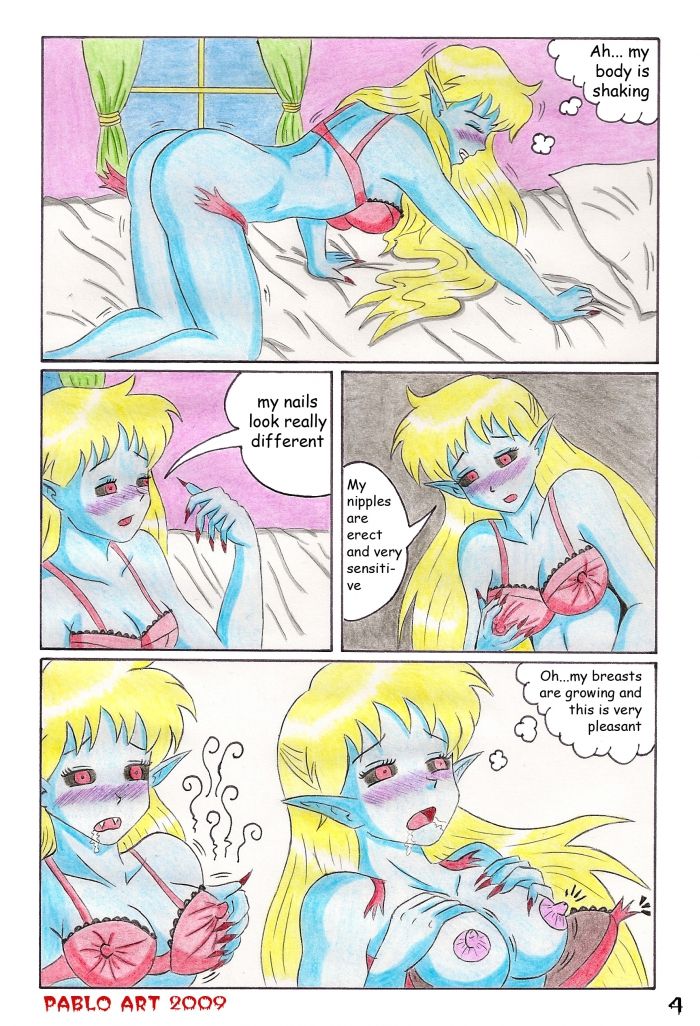 Ah... my
body is
shaking
my nails
look really
different
My
nipples
are
erect
and very
sensiti-
ve
Oh...my breasts
are growing and
this is very
pleasant
PABLO ART 2009
4